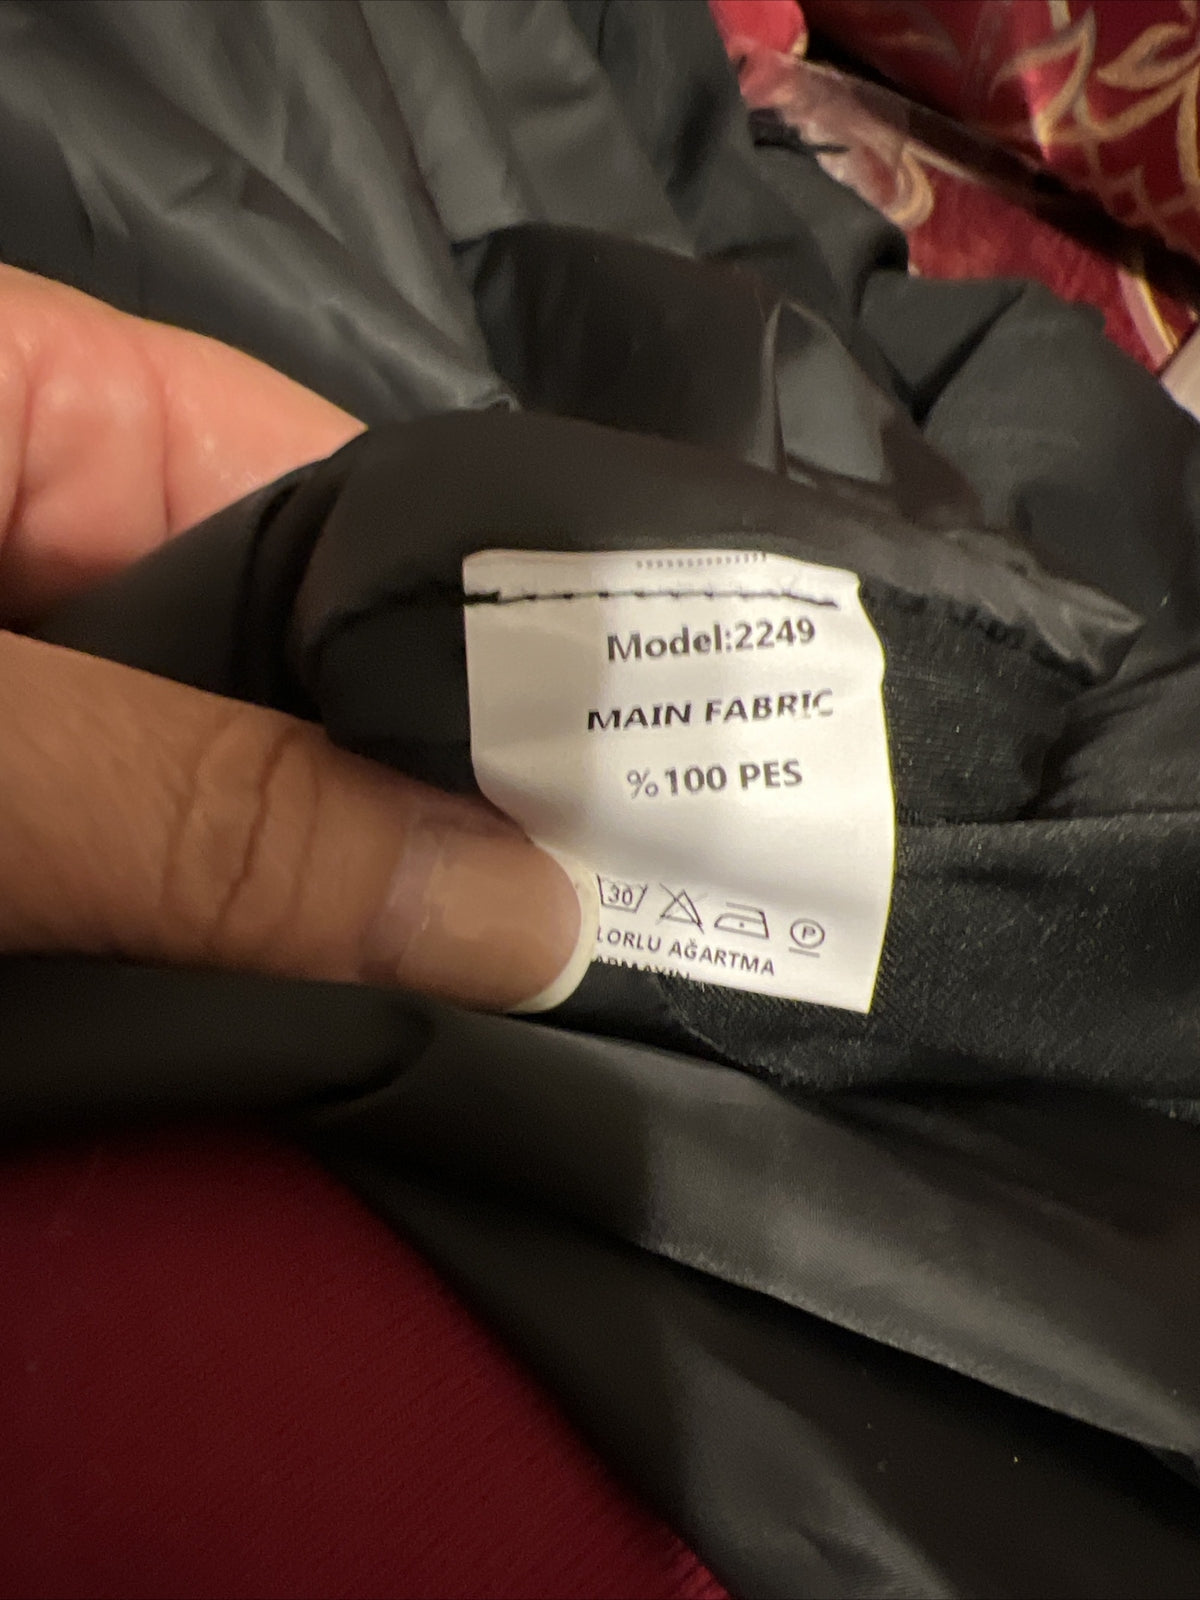 Model:2249
MAIN FABRIC
%100 PES
30 P
LORLU AĞARTMA